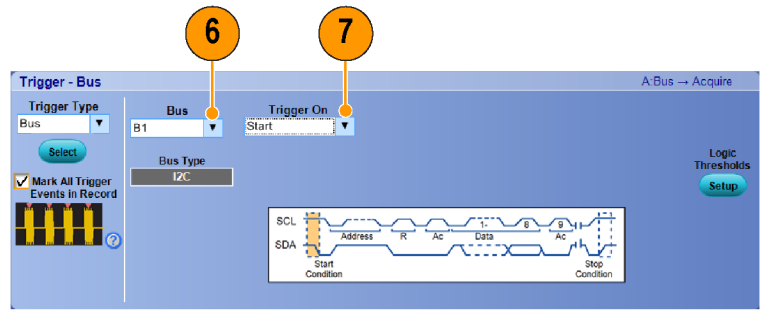 6
7
Trigger - Bus
A:Bus → Acquire
Trigger Type
Bus
Select
Mark All Trigger
Events in Record
?
Bus
B1
Bus Type
I2C
Trigger On
Start
Logic
Thresholds
Setup
SCL
1-
8
9
Address
R
Ac
Data
Ac
SDA
Start
Condition
Stop
Condition